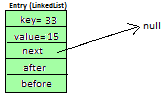 Entry (LinkedList)
key= 33
value= 15
null
next
after
before